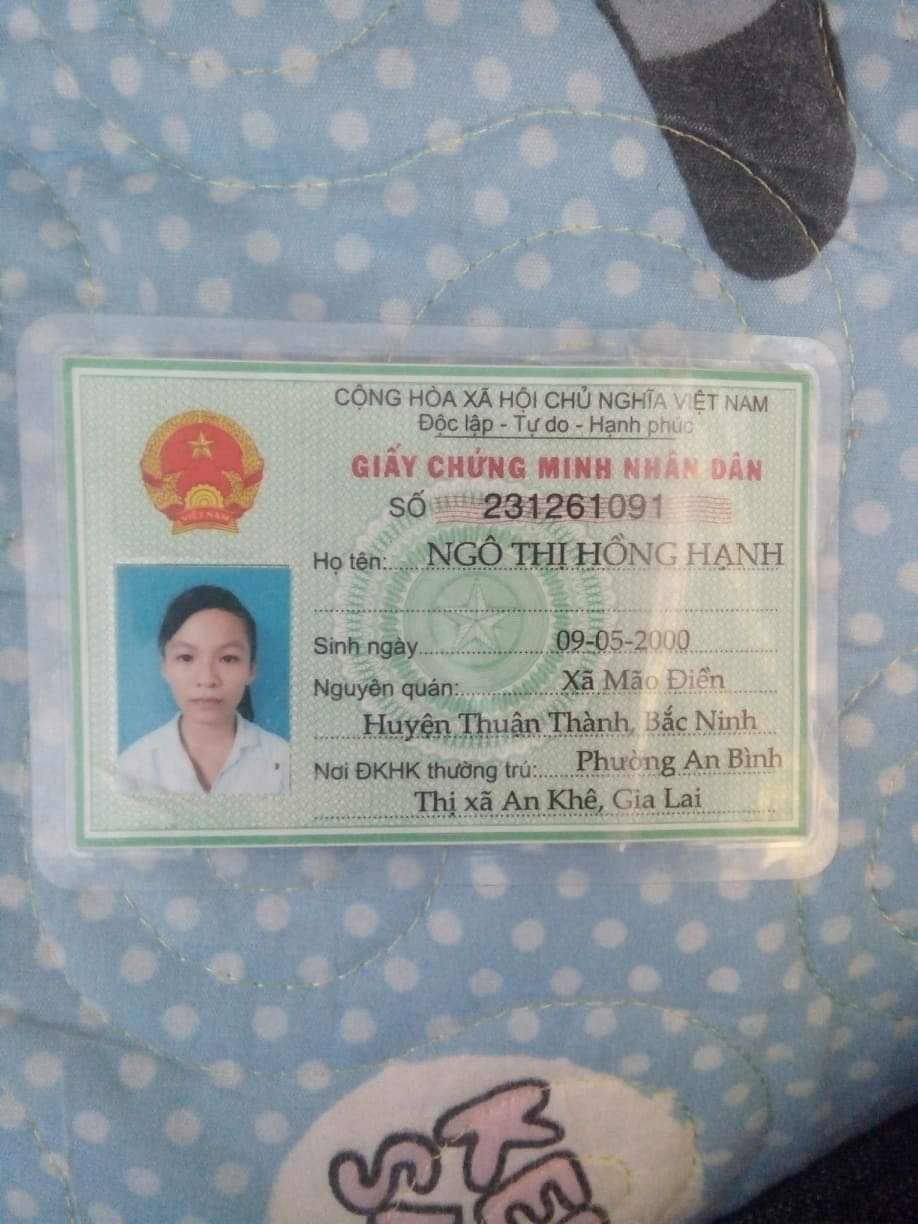 CỘNG HÒA XÃ HỘI CHỦ NGHĨA VIỆT NAM
Độc lập - Tự do - Hạnh phúc
GIẤY CHỨNG MINH NHÂN DÂN
SỐ 231261091
VIỆT NAM
Họ tên: NGÔ THỊ HỒNG HẠNH
Sinh ngày 09-05-2000
Nguyên quán: Xã Mão Điền
Huyện Thuận Thành, Bắc Ninh
Nơi ĐKHK thường trú: Phường An Bình
Thị xã An Khê, Gia Lai